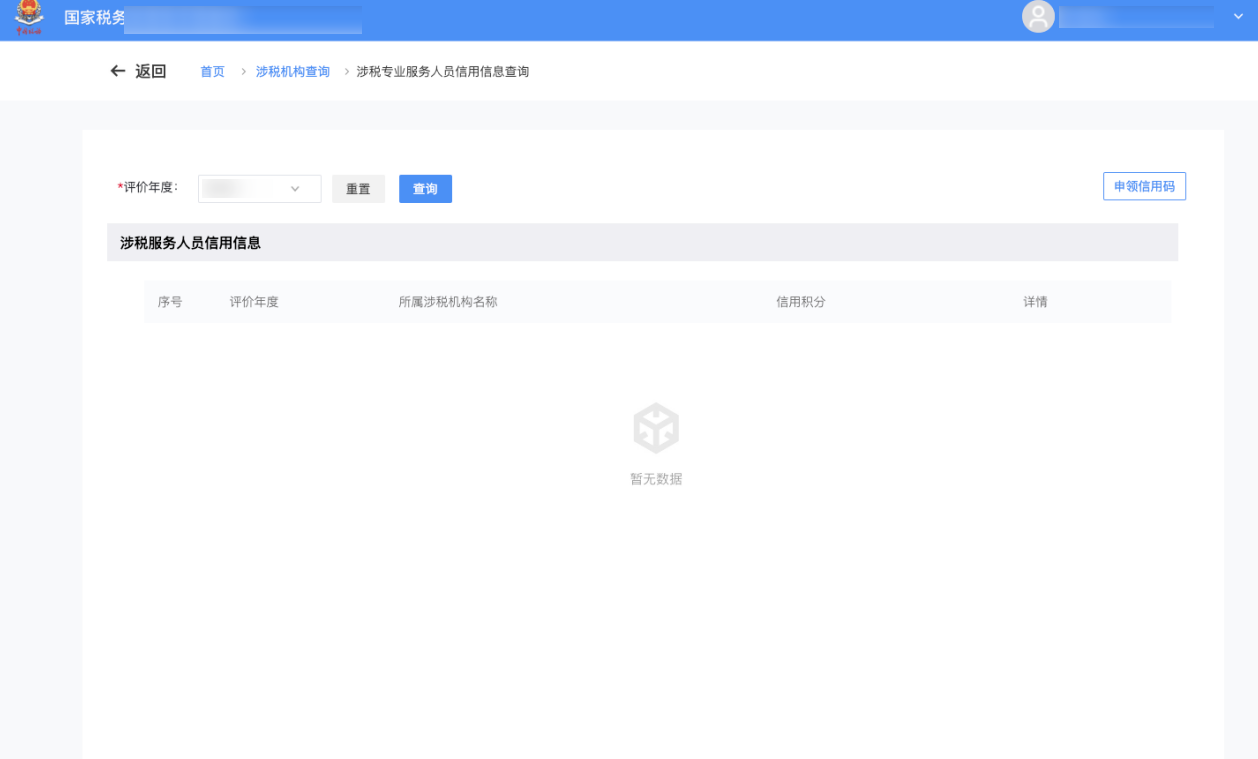 国家税务
返回 首页 > 涉税机构查询 > 涉税专业服务人员信用信息查询
*评价年度： 重置 查询 申领信用码
涉税服务人员信用信息
序号 评价年度 所属涉税机构名称 信用积分 详情
暂无数据